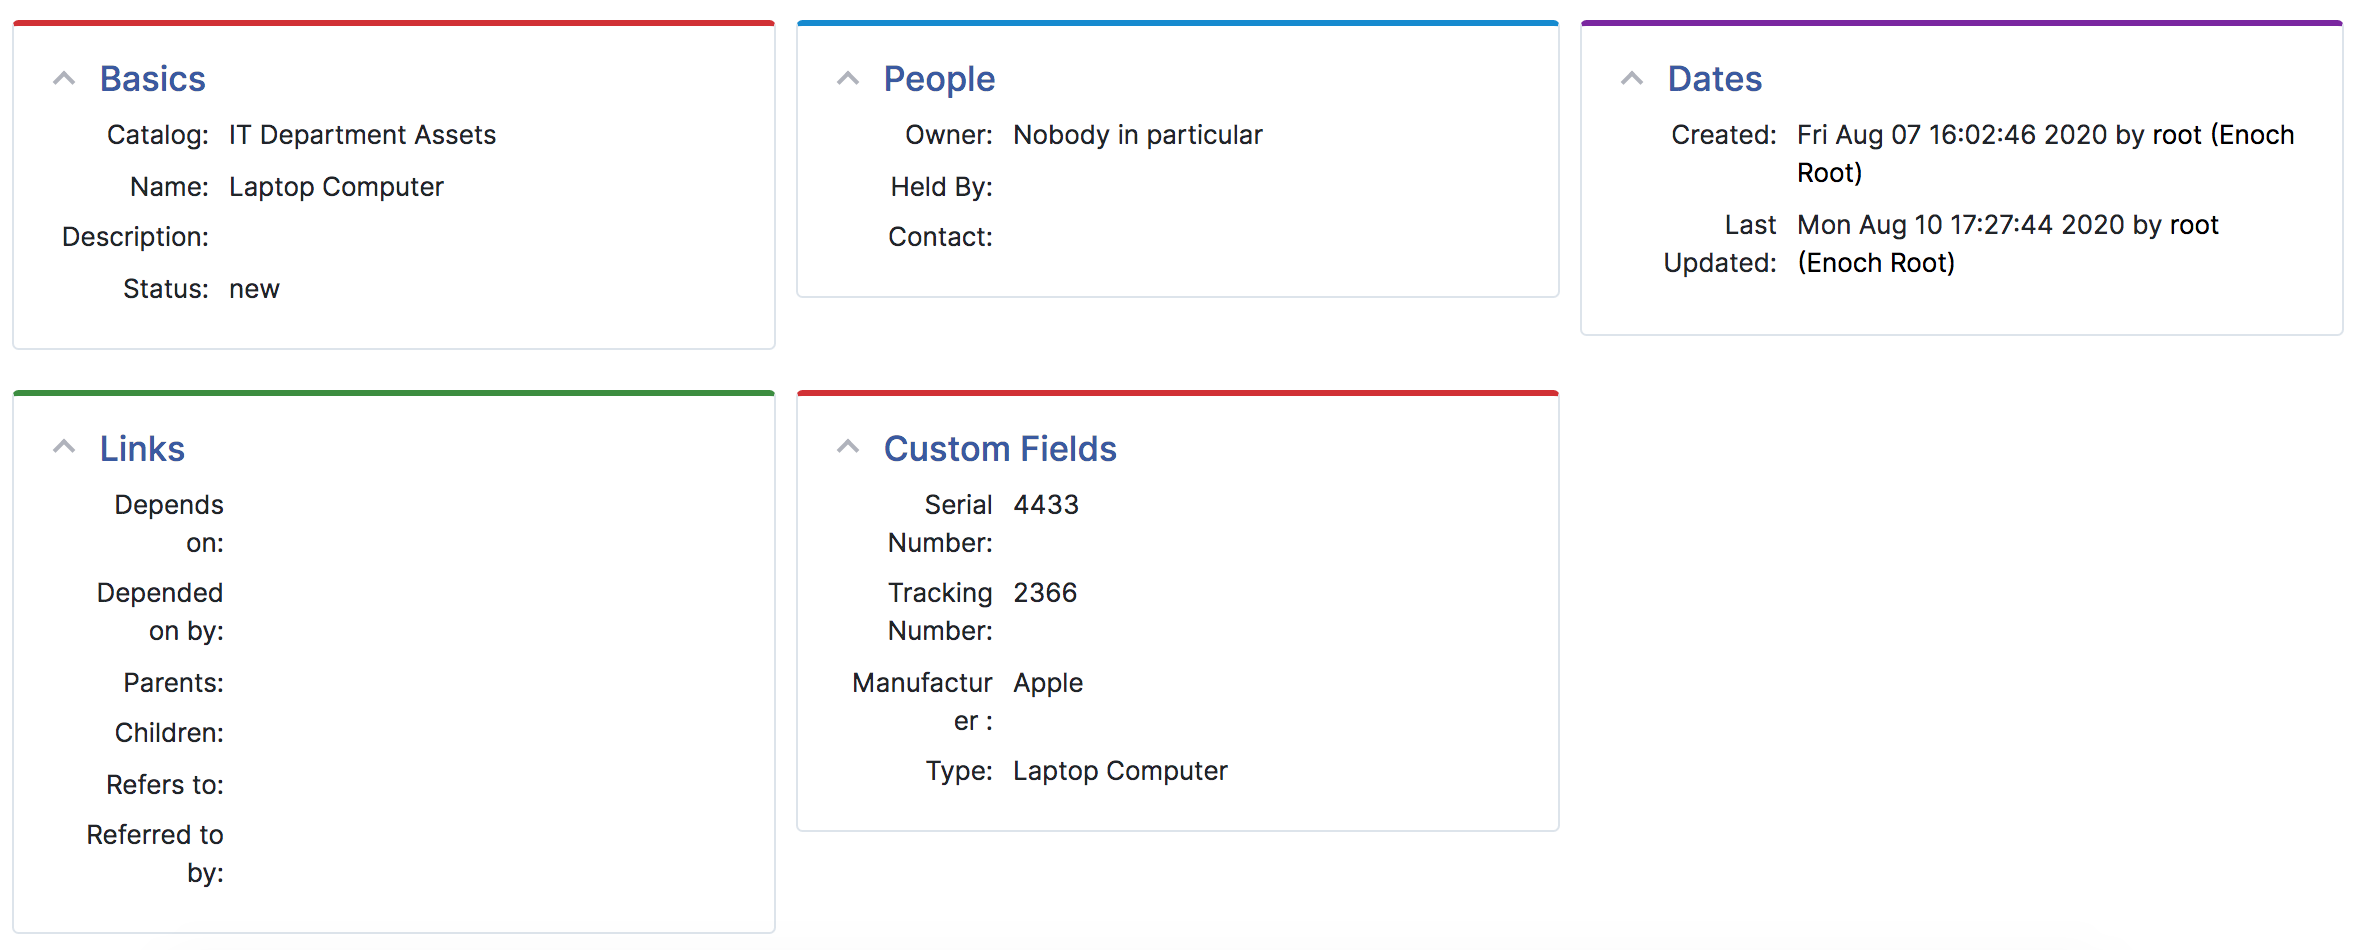 Basics
Catalog: IT Department Assets
Name: Laptop Computer
Description:
Status: new
People
Owner: Nobody in particular
Held By:
Contact:
Dates
Created: Fri Aug 07 16:02:46 2020 by root (Enoch
Root)
Last Mon Aug 10 17:27:44 2020 by root
Updated: (Enoch Root)
Links
Depends
on:
Depended
on by:
Parents:
Children:
Refers to:
Referred to
by:
Custom Fields
Serial 4433
Number:
Tracking 2366
Number:
Manufactur Apple
er :
Type: Laptop Computer